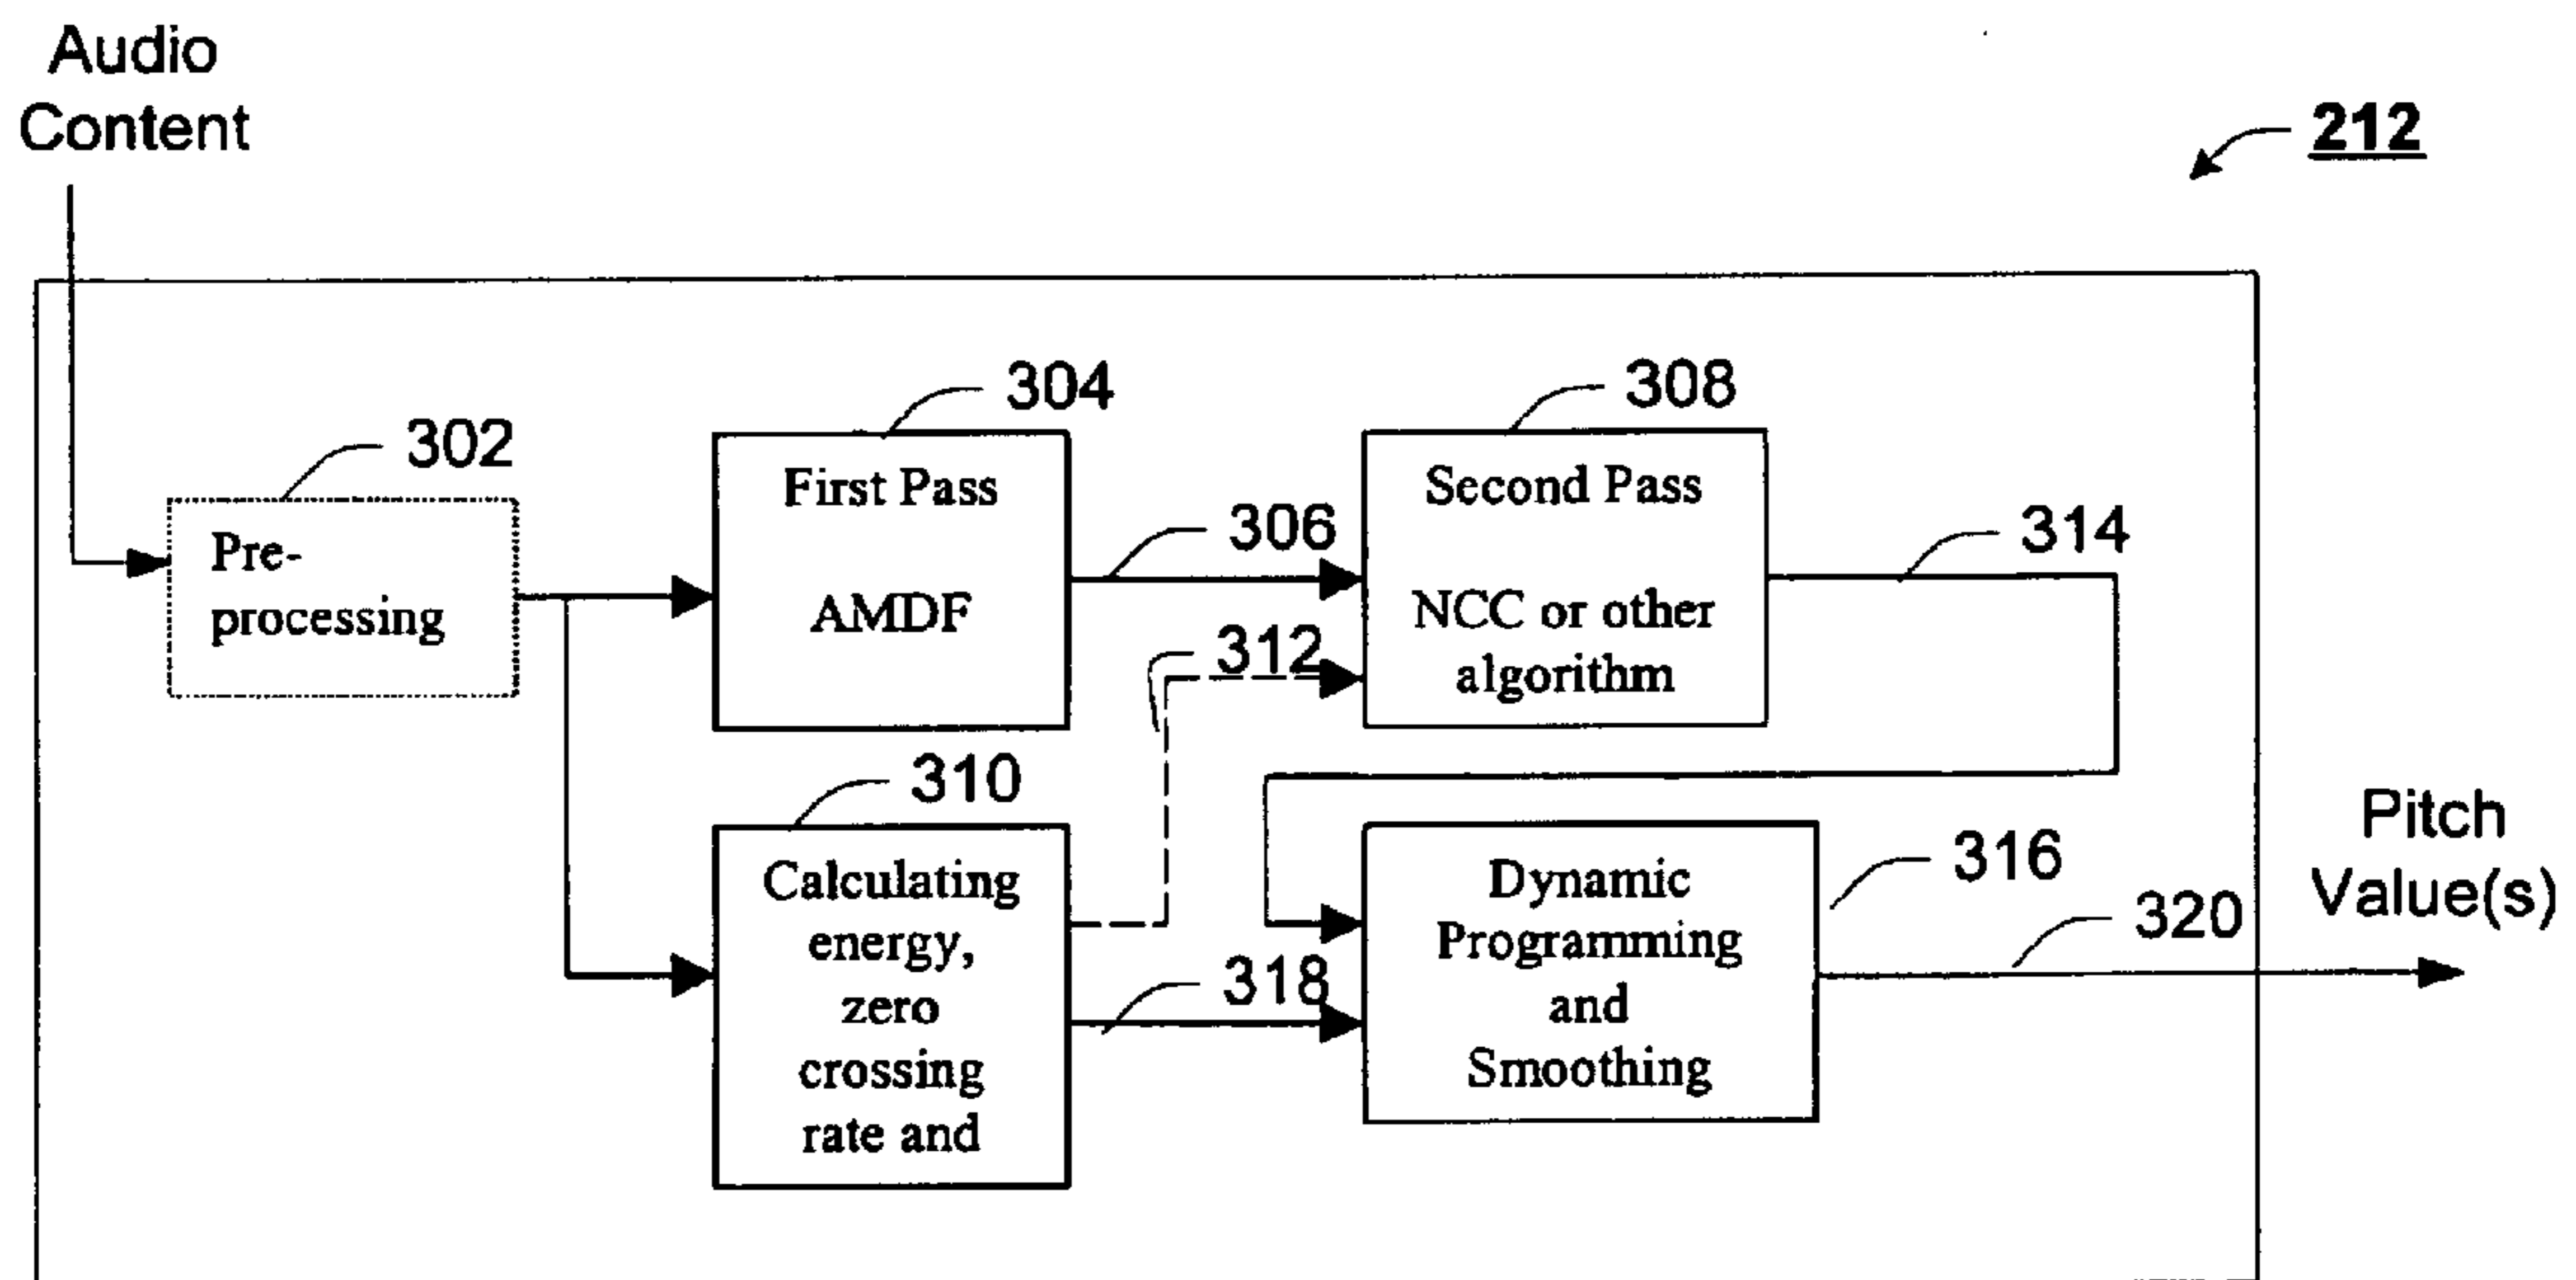 Audio
Content
212
304
308
302
First Pass
AMDF
306
Second Pass
NCC or other
algorithm
314
Pre-
processing
312
310
Calculating
energy,
zero
crossing
rate and
318
Dynamic
Programming
and
Smoothing
316
320
Pitch
Value(s)